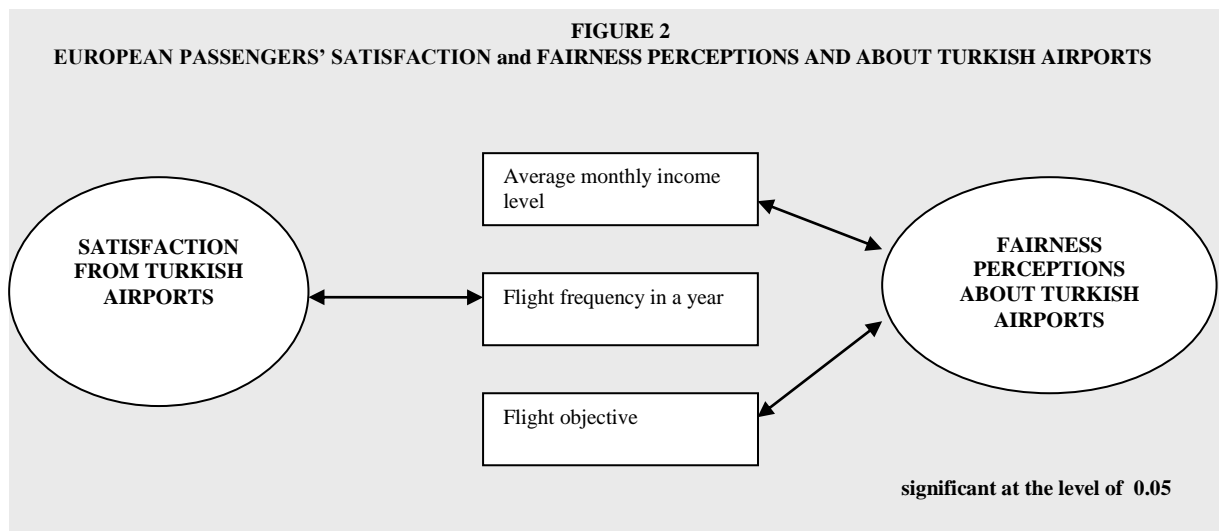 FIGURE 2
EUROPEAN PASSENGERS’ SATISFACTION and FAIRNESS PERCEPTIONS AND ABOUT TURKISH AIRPORTS
SATISFACTION
FROM TURKISH
AIRPORTS
Average monthly income
level
Flight frequency in a year
Flight objective
FAIRNESS
PERCEPTIONS
ABOUT TURKISH
AIRPORTS
significant at the level of 0.05